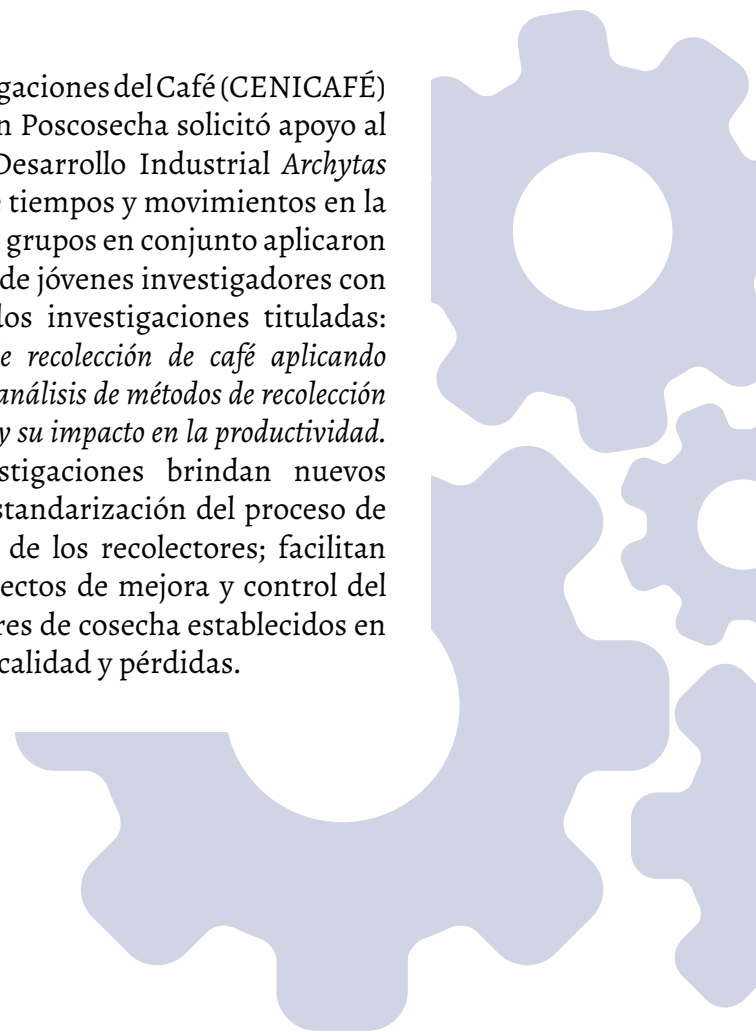 gaciones del Café (CENICAFÉ)
n Poscosecha solicitó apoyo al
Desarrollo Industrial Archytas
e tiempos y movimientos en la
grupos en conjunto aplicaron
de jóvenes investigadores con
los investigaciones tituladas:
e recolección de café aplicando
análisis de métodos de recolección
y su impacto en la productividad.
stigaciones brindan nuevos
standarización del proceso de
de los recolectores; facilitan
ectos de mejora y control del
res de cosecha establecidos en
calidad y pérdidas.